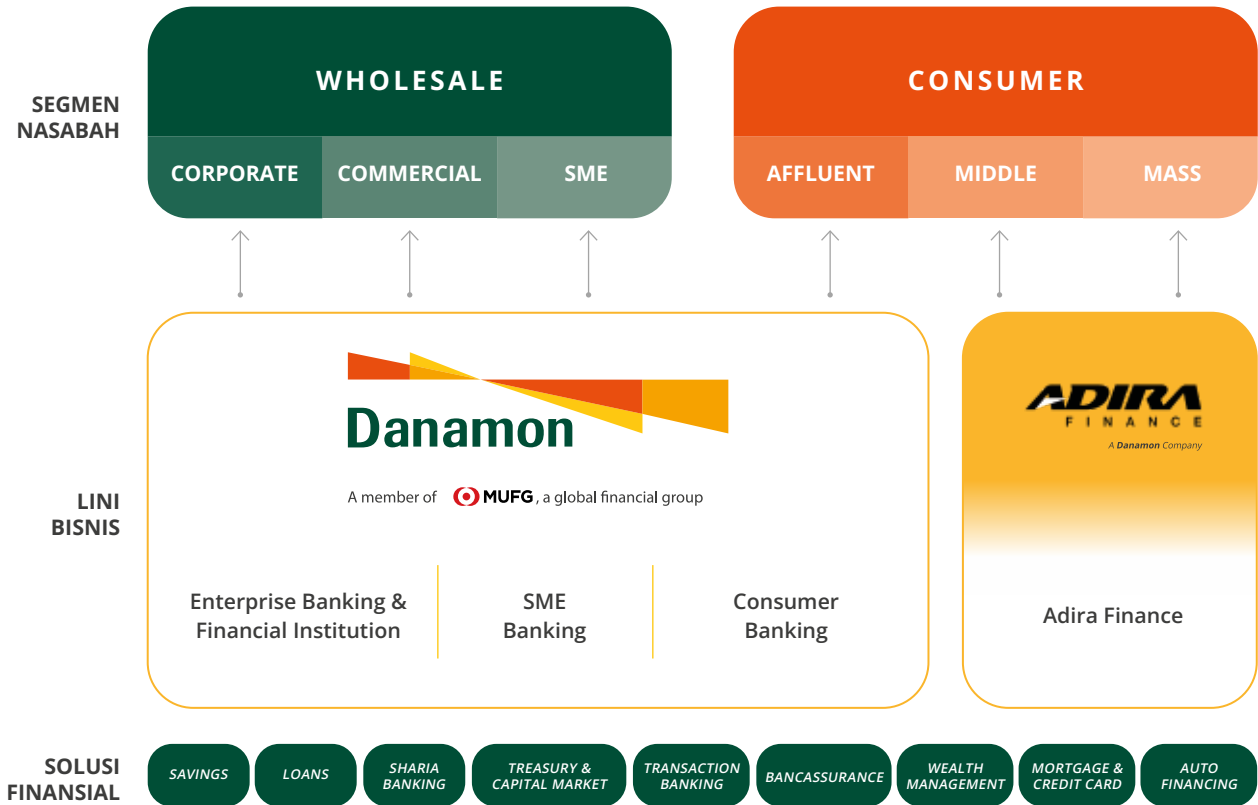 SEGMEN
NASABAH
WHOLESALE
CONSUMER
CORPORATE
COMMERCIAL
SME
AFFLUENT
MIDDLE
MASS
LINI
BISNIS
Danamon
A member of MUFG, a global financial group
Enterprise Banking &
Financial Institution
SME
Banking
Consumer
Banking
ADIRA
FINANCE
A Danamon Company
Adira Finance
SOLUSI
FINANSIAL
SAVINGS
LOANS
SHARIA
BANKING
TREASURY &
CAPITAL MARKET
TRANSACTION
BANKING
BANCASSURANCE
WEALTH
MANAGEMENT
MORTGAGE &
CREDIT CARD
AUTO
FINANCING